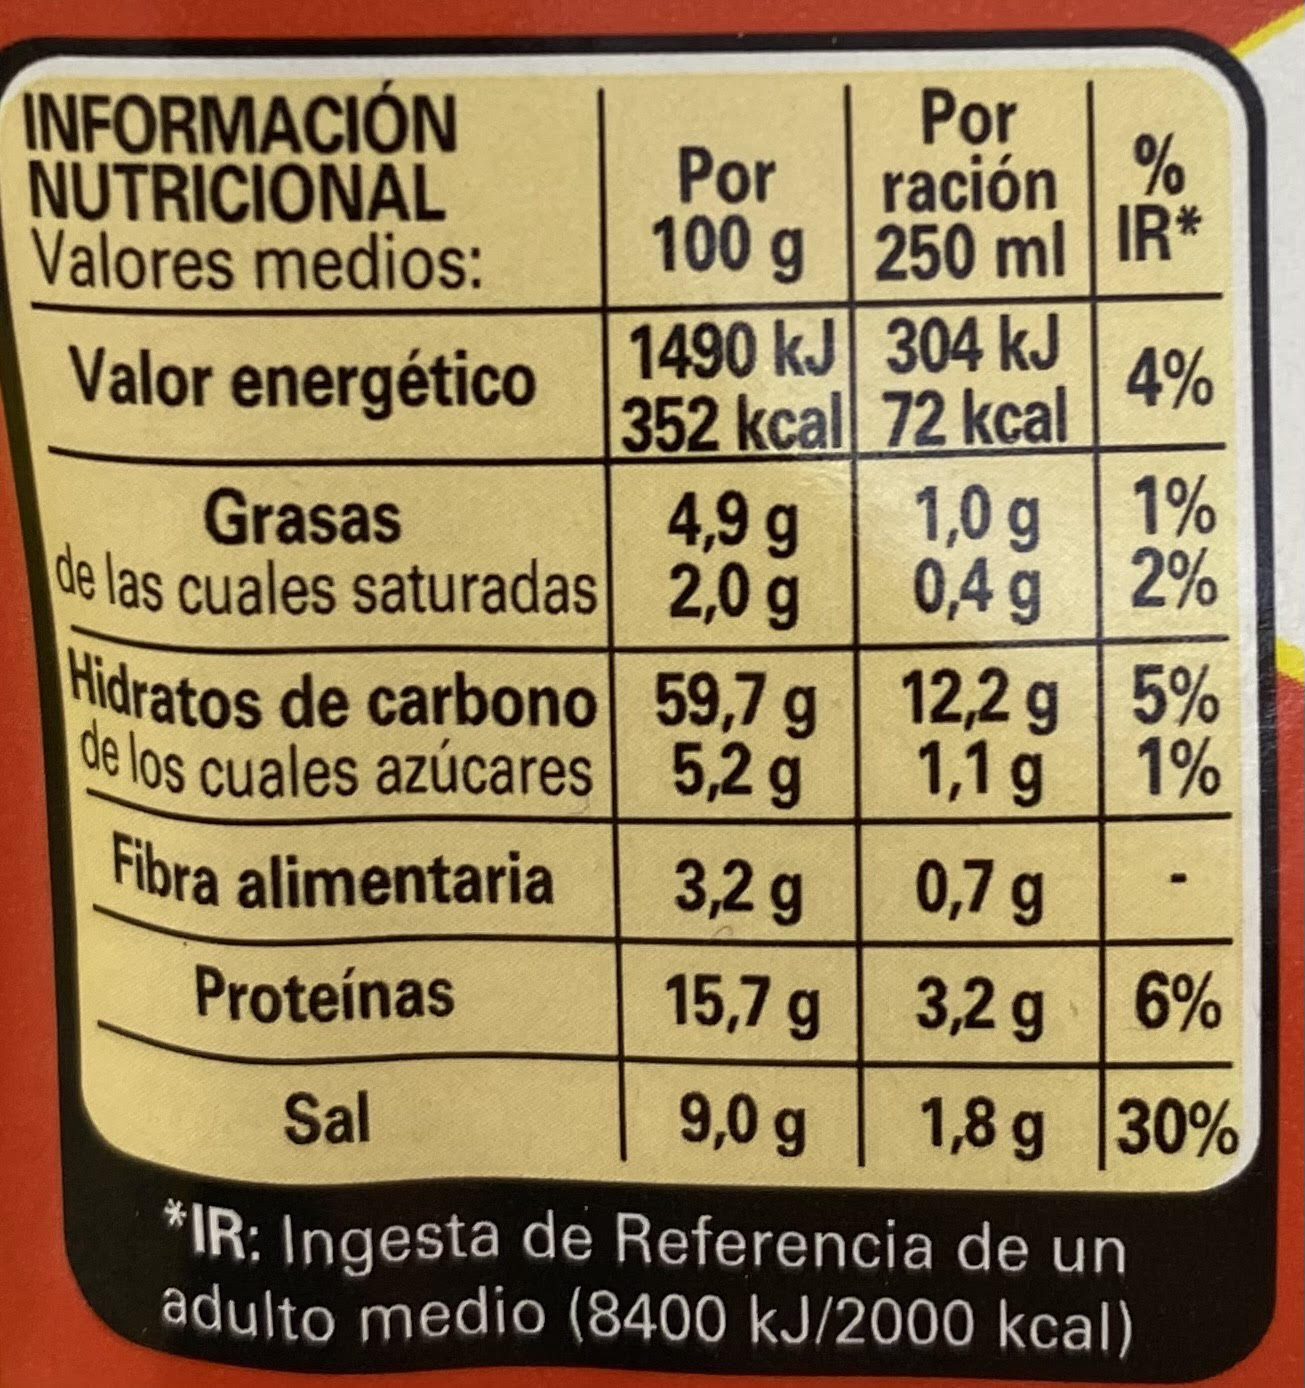 INFORMACIÓN
NUTRICIONAL
Valores medios:
Por
100 g
Por
ración
250 ml
%
IR*
Valor energético 1490 kJ 304 kJ 4%
352 kcal 72 kcal
Grasas 4,9 g 1,0 g 1%
de las cuales saturadas 2,0 g 0,4 g 2%
Hidratos de carbono 59,7 g 12,2 g 5%
de los cuales azúcares 5,2 g 1,1 g 1%
Fibra alimentaria 3,2 g 0,7 g -
Proteínas 15,7 g 3,2 g 6%
Sal 9,0 g 1,8 g 30%
*IR: Ingesta de Referencia de un
adulto medio (8400 kJ/2000 kcal)